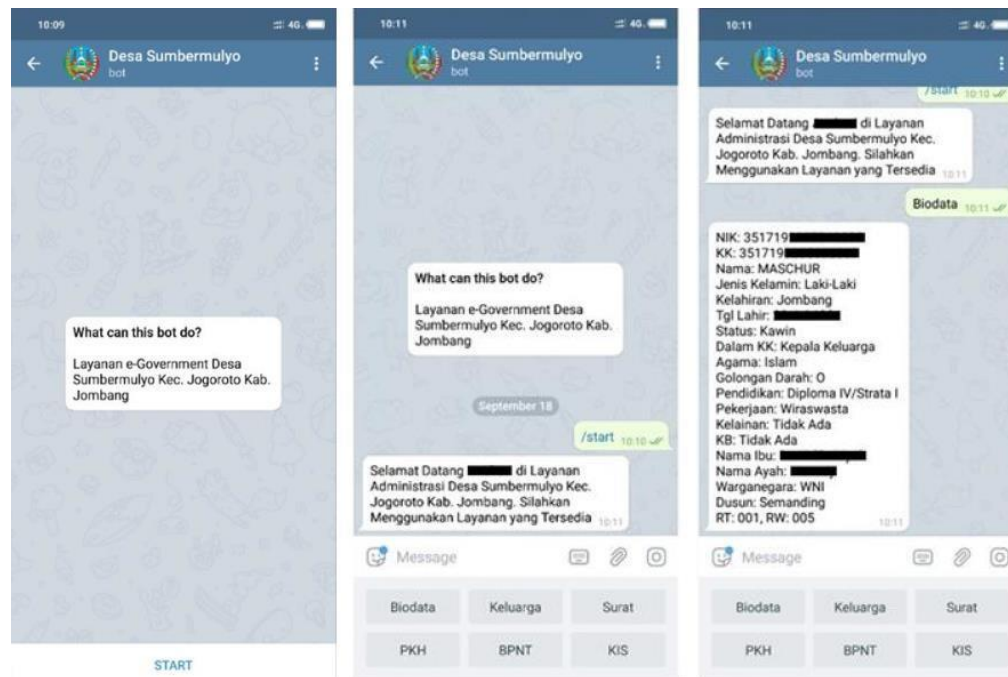 10:09
4G
Desa Sumbermulyo
bot
What can this bot do?
Layanan e-Government Desa
Sumbermulyo Kec. Jogoroto Kab.
Jombang
START
10:11
4G
Desa Sumbermulyo
bot
What can this bot do?
Layanan e-Government Desa
Sumbermulyo Kec. Jogoroto Kab.
Jombang
September 18
/start 10:10
Selamat Datang di Layanan
Administrasi Desa Sumbermulyo Kec.
Jogoroto Kab. Jombang. Silahkan
Menggunakan Layanan yang Tersedia 10:11
Message
Biodata Keluarga Surat
PKH BPNT KIS
10:11
4G
Desa Sumbermulyo
bot
/start 10:10
Selamat Datang di Layanan
Administrasi Desa Sumbermulyo Kec.
Jogoroto Kab. Jombang. Silahkan
Menggunakan Layanan yang Tersedia 10:11
Biodata 10:11
NIK: 351719
KK: 351719
Nama: MASCHUR
Jenis Kelamin: Laki-Laki
Kelahiran: Jombang
Tgl Lahir:
Status: Kawin
Dalam KK: Kepala Keluarga
Agama: Islam
Golongan Darah: O
Pendidikan: Diploma IV/Strata I
Pekerjaan: Wiraswasta
Kelainan: Tidak Ada
KB: Tidak Ada
Nama Ibu:
Nama Ayah:
Warganegara: WNI
Dusun: Semanding
RT: 001, RW: 005 10:11
Message
Biodata Keluarga Surat
PKH BPNT KIS